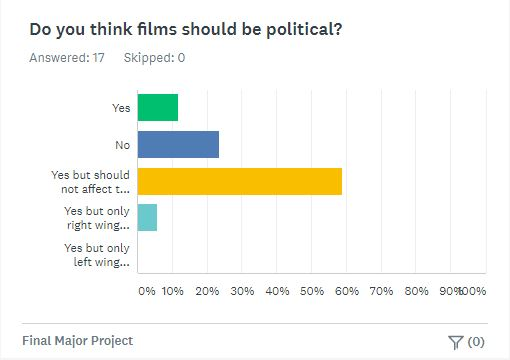 Do you think films should be political?
Answered: 17 Skipped: 0
Yes
No
Yes but should
not affect t...
Yes but only
right wing...
Yes but only
left wing...
0% 10% 20% 30% 40% 50% 60% 70% 80% 90% 100%
Final Major Project (0)